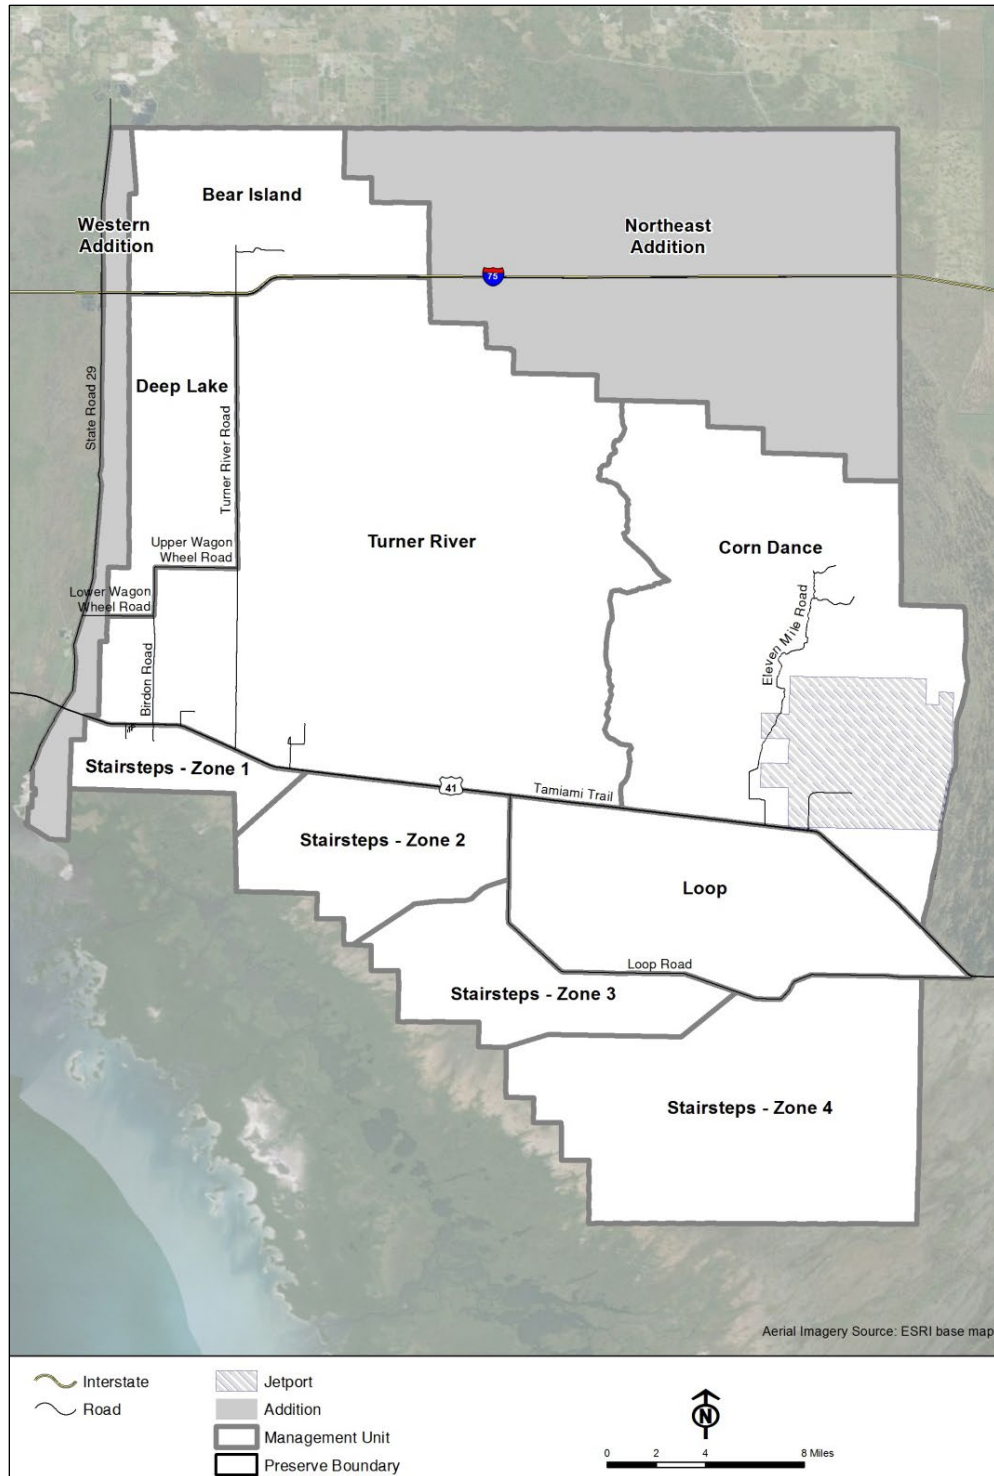 Bear Island
Western
Addition
Northeast
Addition
75
State Road 29
Deep Lake
Turner River Road
Upper Wagon
Wheel Road
Turner River
Corn Dance
Lower Wagon
Wheel Road
Eleven Mile Road
Birdon Road
Stairsteps - Zone 1
41
Tamiami Trail
Stairsteps - Zone 2
Loop
Loop Road
Stairsteps - Zone 3
Stairsteps - Zone 4
Aerial Imagery Source: ESRI base map
Interstate
Road
Jetport
Addition
Management Unit
Preserve Boundary
N
0 2 4 8 Miles